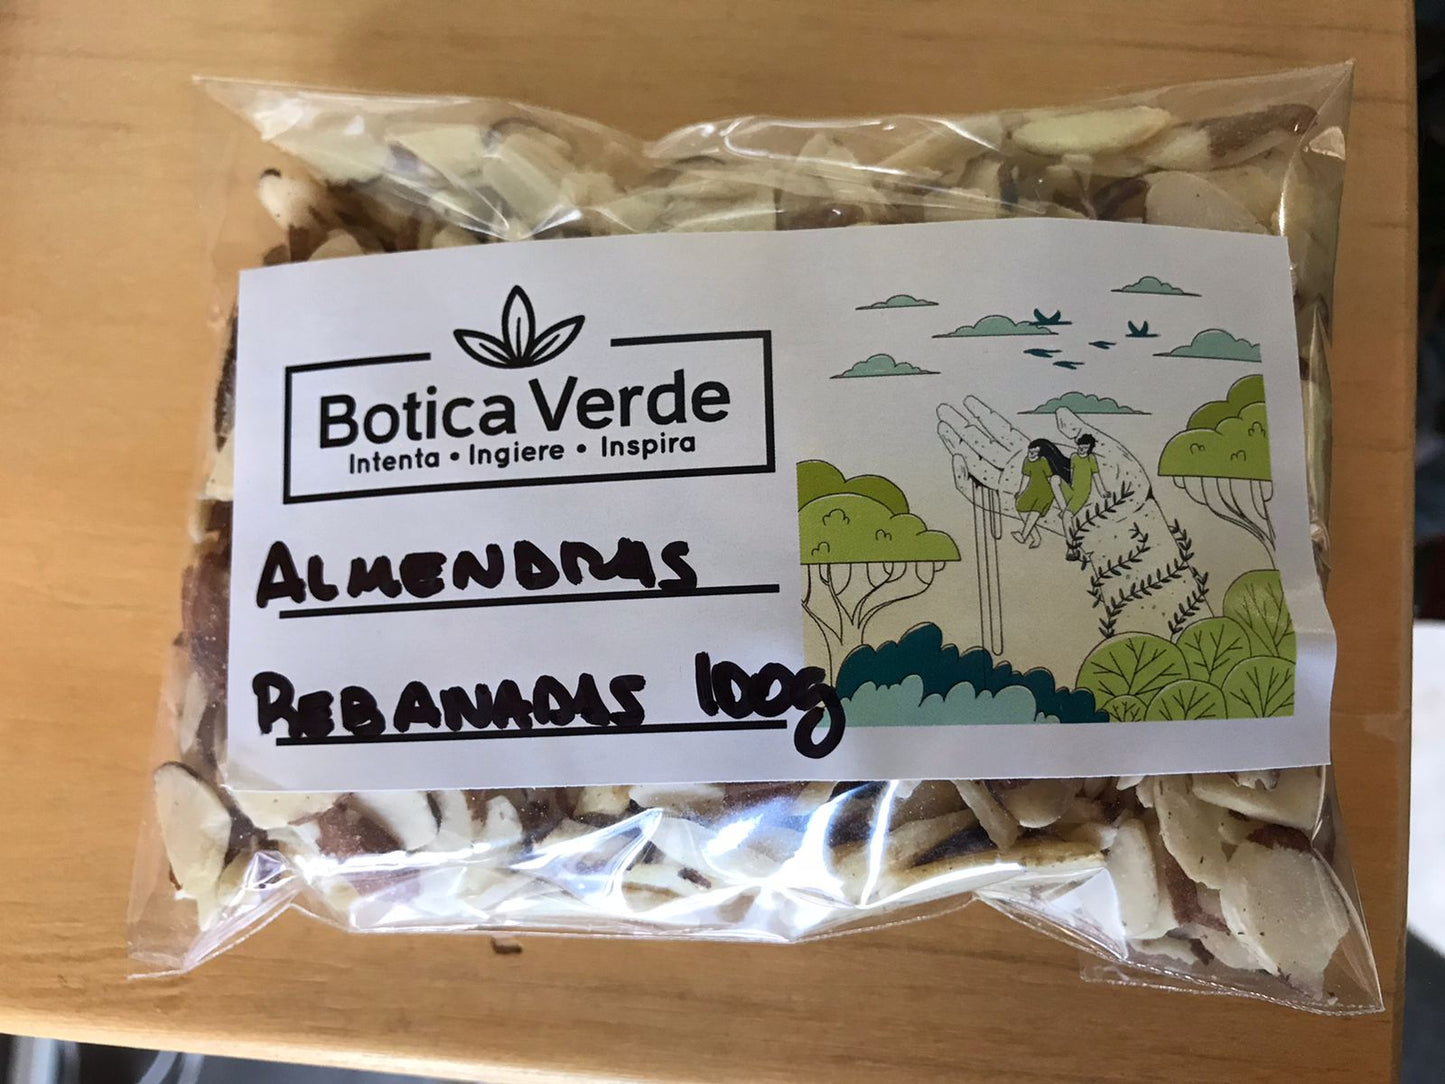 Botica Verde
Intenta • Ingiere • Inspira
ALMENDRAS
REBANADAS 100g